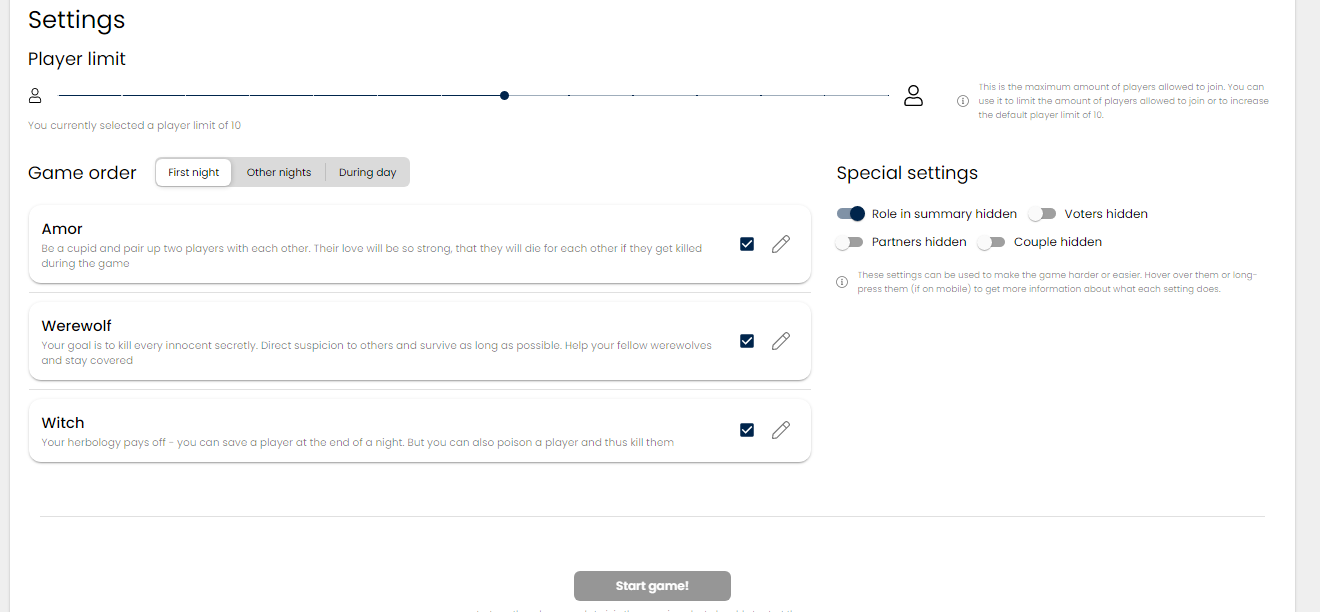 Settings
Player limit
This is the maximum amount of players allowed to join. You can
use it to limit the amount of players allowed to join or to increase
the default player limit of 10.
You currently selected a player limit of 10
Game order
First night
Other nights
During day
Amor
Be a cupid and pair up two players with each other. Their love will be so strong, that they will die for each other if they get killed
during the game
Werewolf
Your goal is to kill every innocent secretly. Direct suspicion to others and survive as long as possible. Help your fellow werewolves
and stay covered
Witch
Your herbology pays off - you can save a player at the end of a night. But you can also poison a player and thus kill them
Special settings
Role in summary hidden
Voters hidden
Partners hidden
Couple hidden
These settings can be used to make the game harder or easier. Hover over them or long-
press them (if on mobile) to get more information about what each setting does.
Start game!